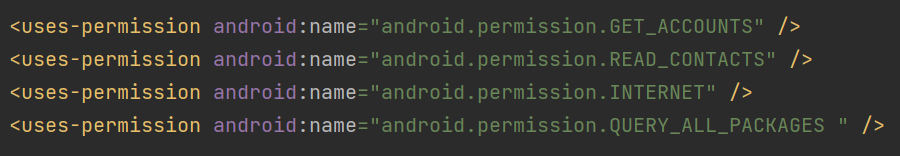 <uses-permission android:name="android.permission.GET_ACCOUNTS" />
<uses-permission android:name="android.permission.READ_CONTACTS" />
<uses-permission android:name="android.permission.INTERNET" />
<uses-permission android:name="android.permission.QUERY_ALL_PACKAGES " />